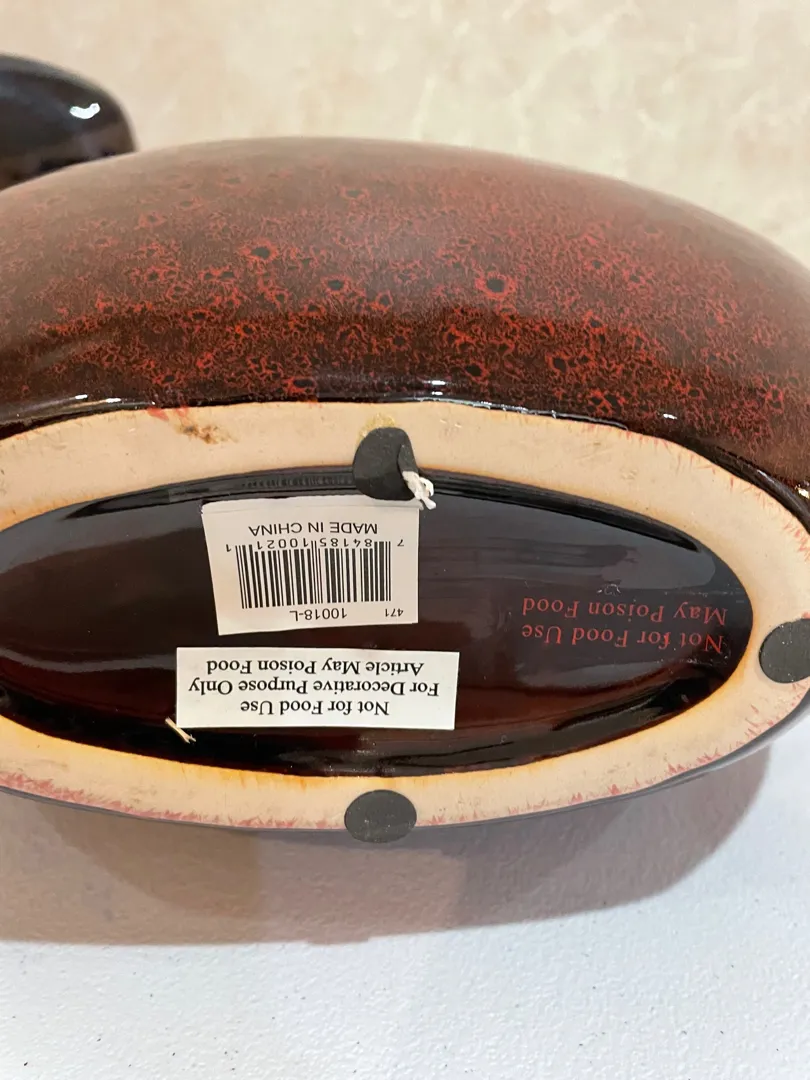 Not for Food Use
For Decorative Purpose Only
Article May Poison Food
Not for Food Use
May Poison Food
471 10018-L
7 84185 10021 1
MADE IN CHINA